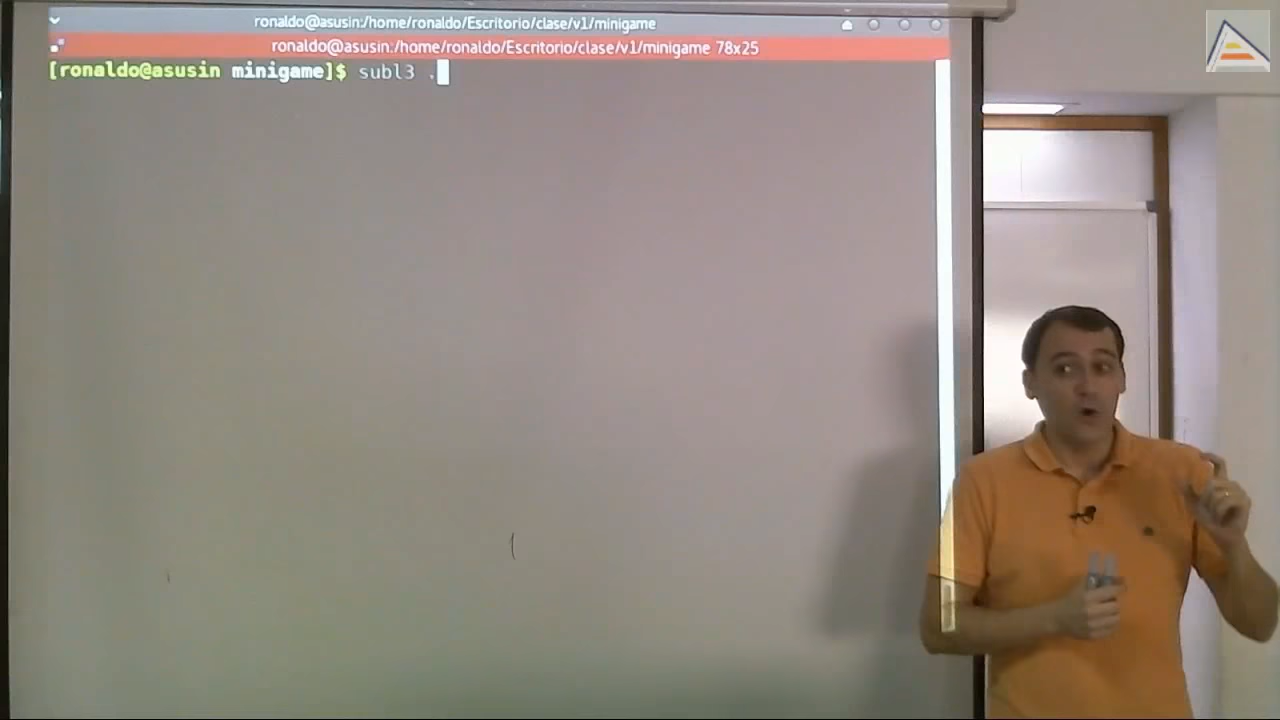 ronaldo@asusin:/home/ronaldo/Escritorio/clase/v1/minigame
ronaldo@asusin:/home/ronaldo/Escritorio/clase/v1/minigame 78x25
[ronaldo@asusin minigame]$ subl3 .